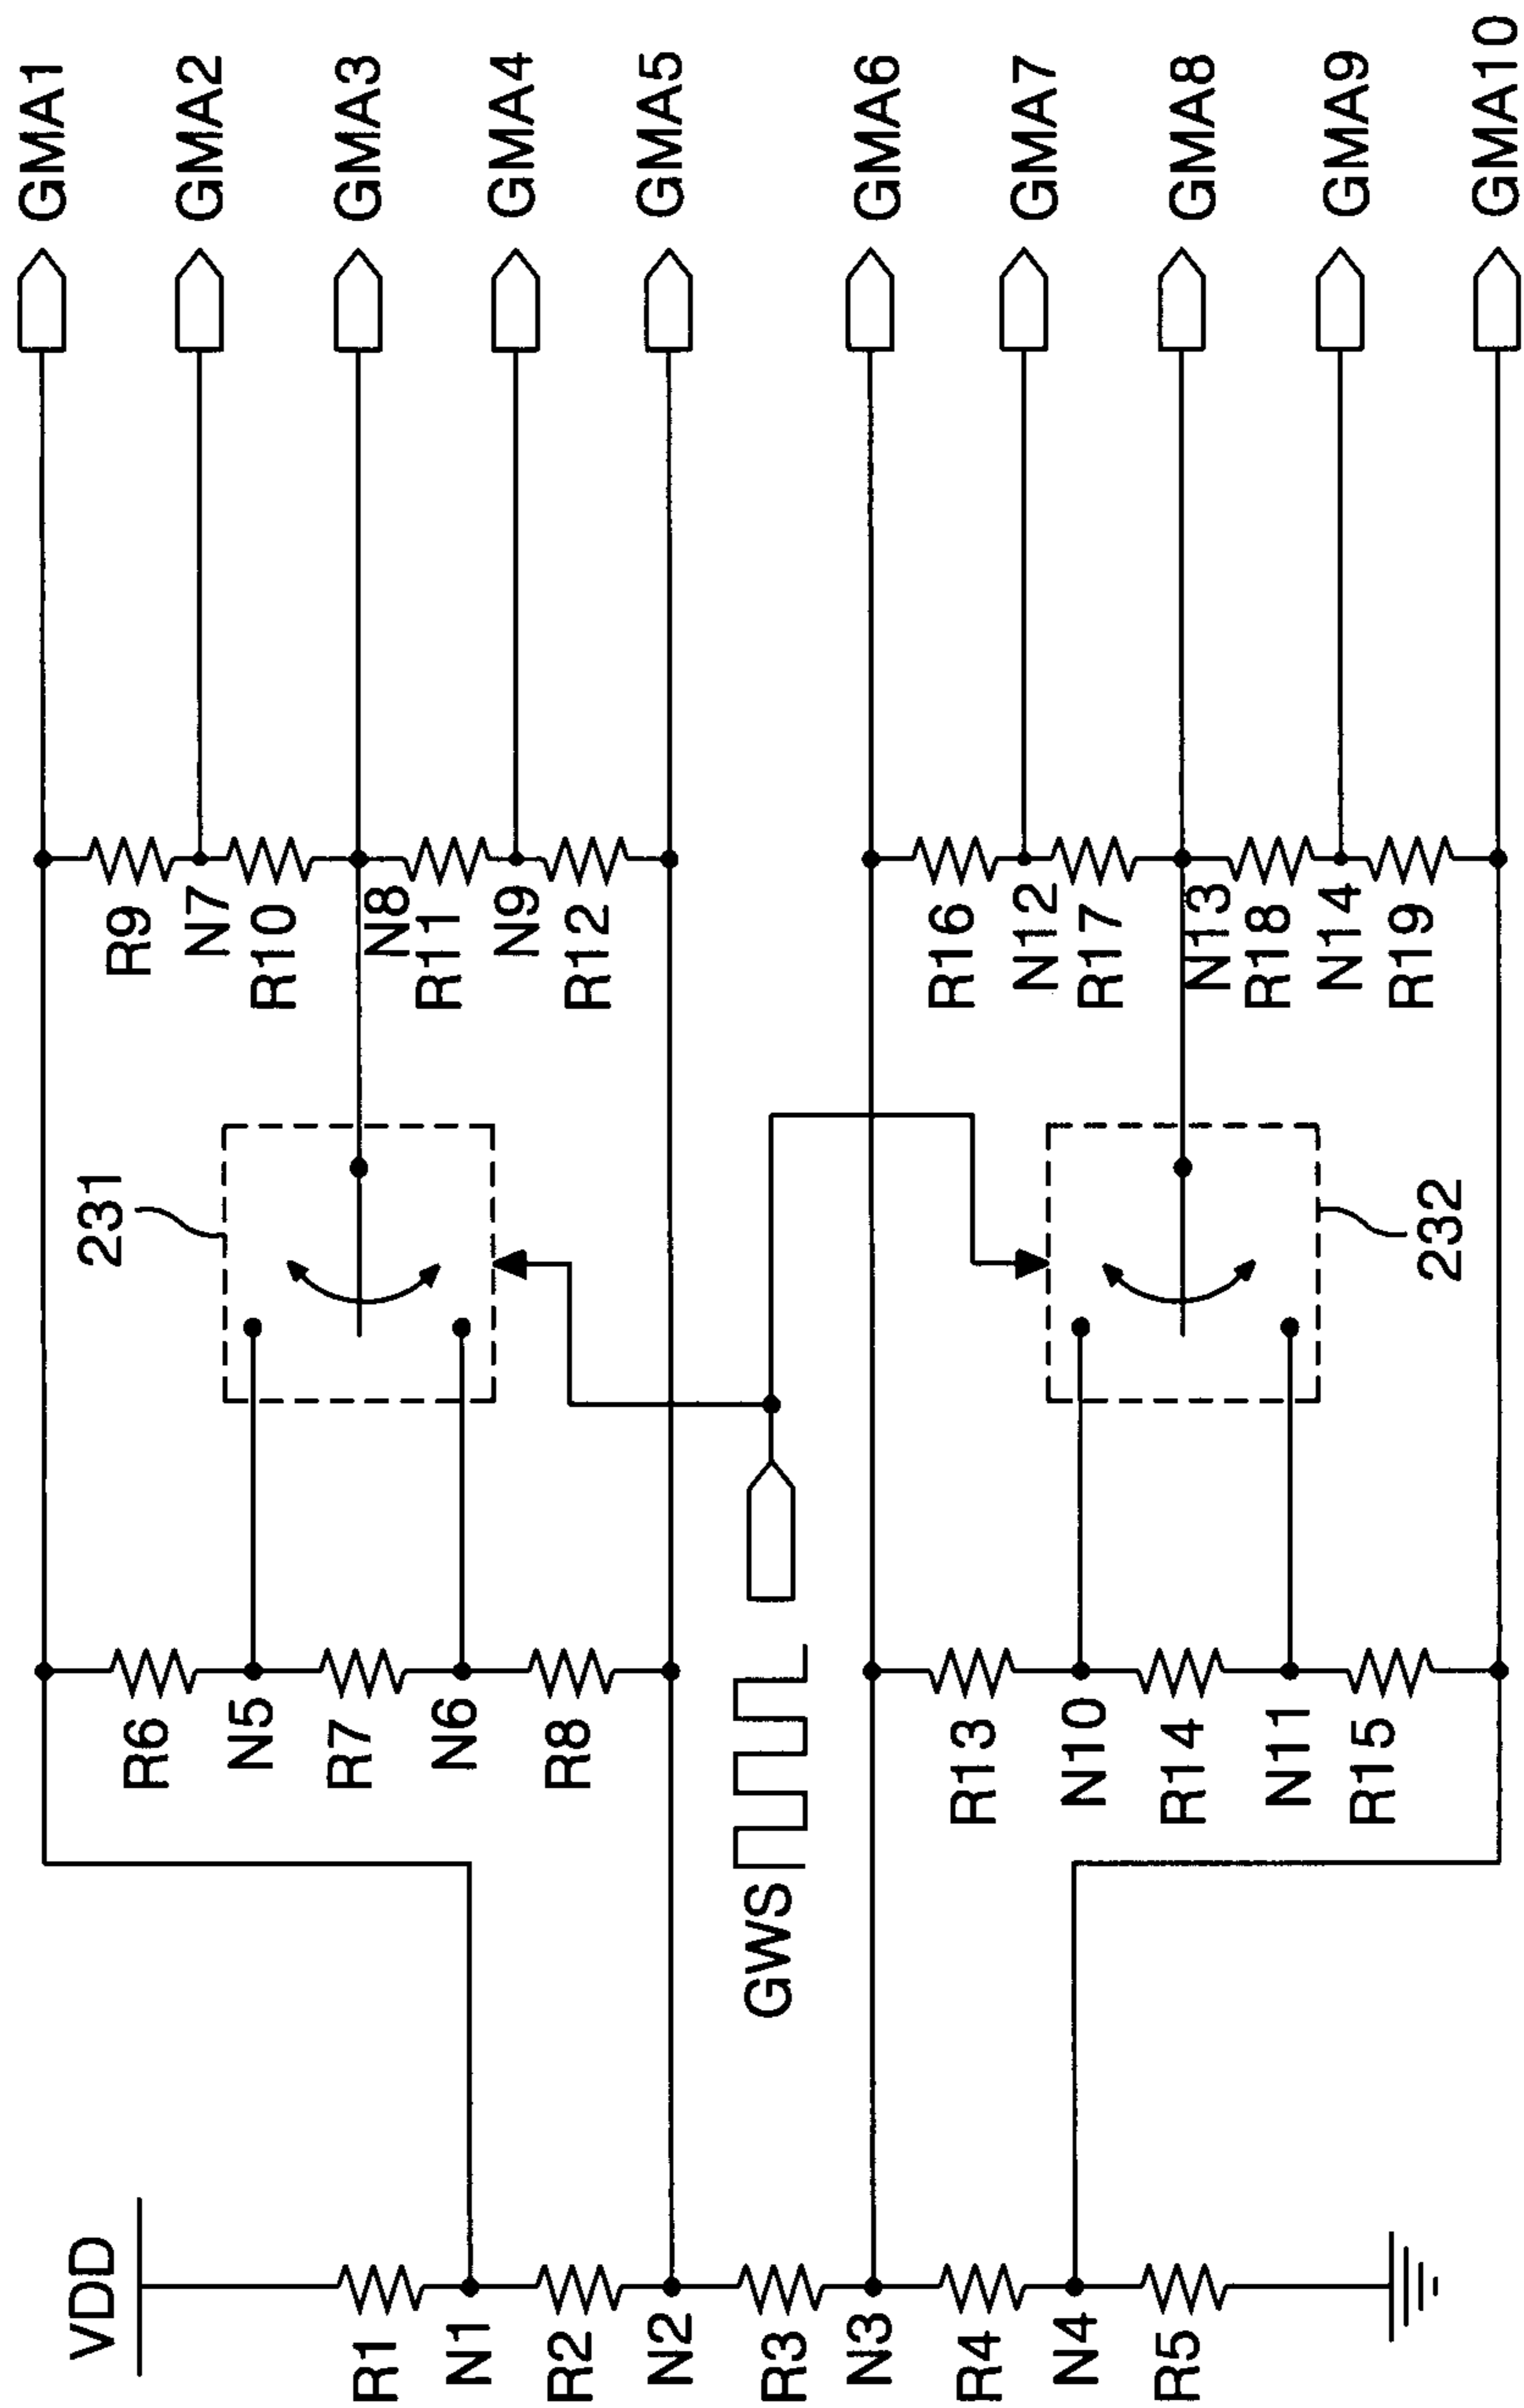 VDD
R1
N1
R2
N2
R3
N3
R4
N4
R5
GWS
R6
N5
R7
N6
R8
R13
N10
R14
N11
R15
231
232
R9
N7
R10
N8
R11
N9
R12
R16
N12
R17
N13
R18
N14
R19
GMA1
GMA2
GMA3
GMA4
GMA5
GMA6
GMA7
GMA8
GMA9
GMA10